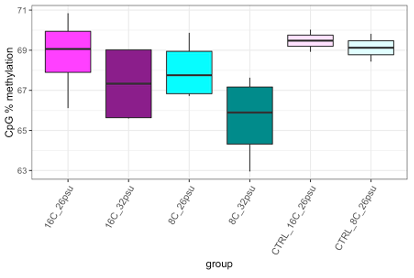 CpG % methylation
71
69
67
65
63
16C_26psu
16C_32psu
8C_26psu
8C_32psu
CTRL_16C_26psu
CTRL_8C_26psu
group